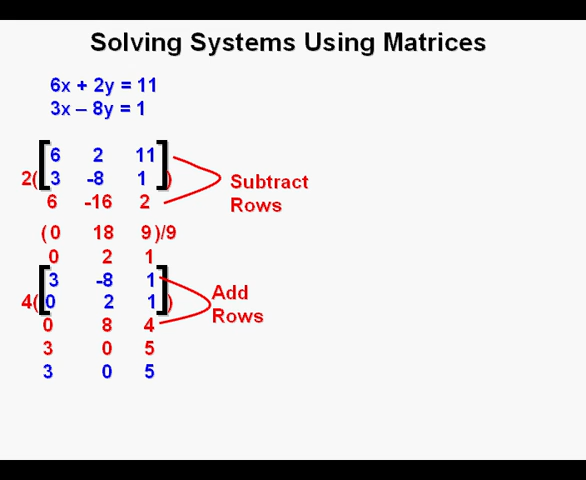 Solving Systems Using Matrices
6x + 2y = 11
3x – 8y = 1
6 2 11
2( 3 -8 1 )
6 -16 2
Subtract
Rows
(0 18 9)/9
0 2 1
3 -8 1
4( 0 2 1 )
0 8 4
Add
Rows
3 0 5
3 0 5